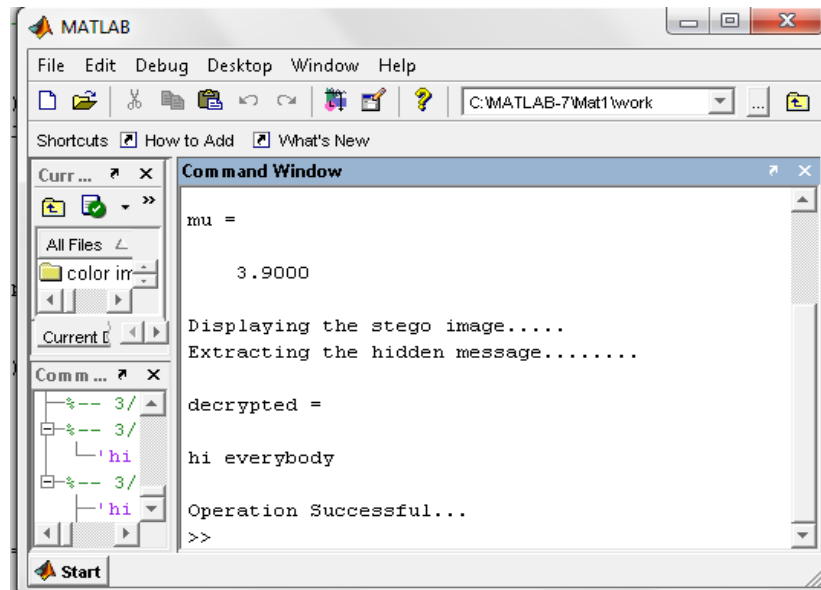 MATLAB
File Edit Debug Desktop Window Help
C:\MATLAB-7\Mat1\work
...
Shortcuts How to Add What's New
Curr...
»
All Files
color im
Current D
Comm...
%-- 3/
%-- 3/
'hi
%-- 3/
'hi
Command Window
mu =
3.9000
Displaying the stego image.....
Extracting the hidden message........
decrypted =
hi everybody
Operation Successful...
>>
Start